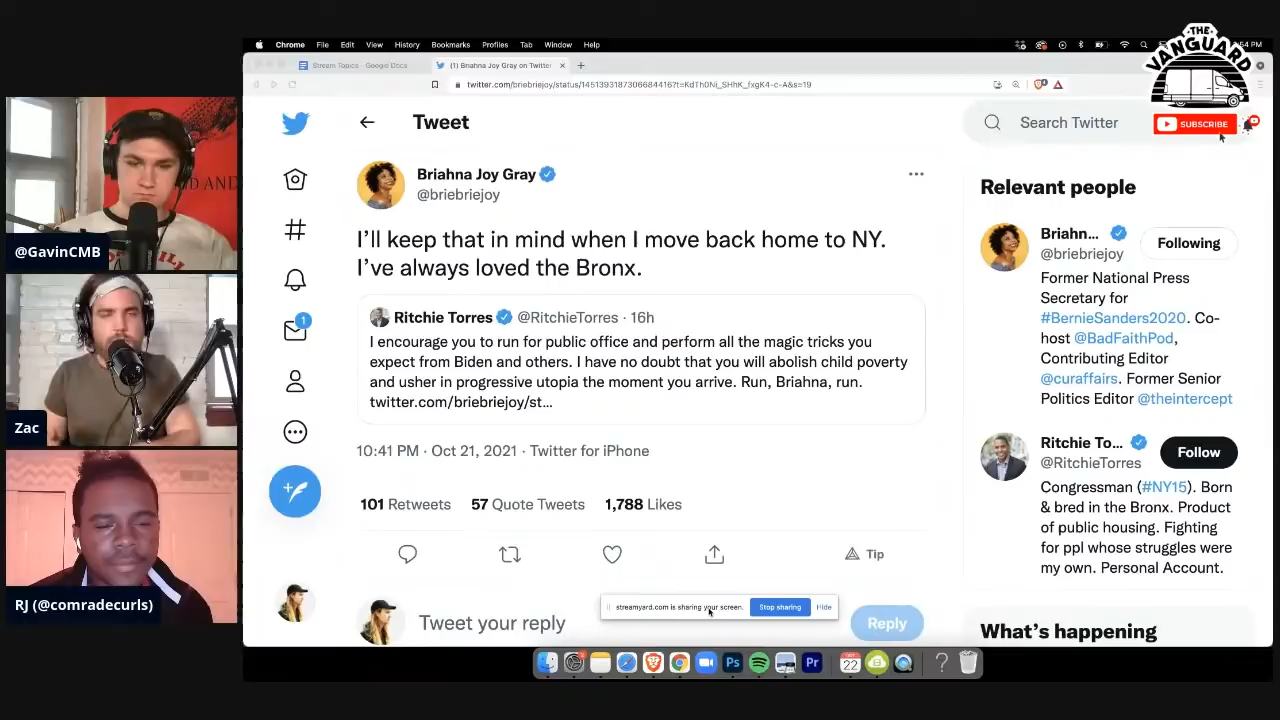 Chrome File Edit View History Bookmarks Profiles Tab Window Help
54 PM
THE VANGUARD
SUBSCRIBE
Stream Topics - Google Docs
(1) Briahna Joy Gray on Twitter
twitter.com/briebriejoy/status/1451393187306684416?t=KdTh0Ni_SHhK_fxgK4-c-A&s=19
Tweet
Search Twitter
Briahna Joy Gray
@briebriejoy
I'll keep that in mind when I move back home to NY.
I've always loved the Bronx.
Ritchie Torres @RitchieTorres · 16h
I encourage you to run for public office and perform all the magic tricks you
expect from Biden and others. I have no doubt that you will abolish child poverty
and usher in progressive utopia the moment you arrive. Run, Briahna, run.
twitter.com/briebriejoy/st...
10:41 PM · Oct 21, 2021 · Twitter for iPhone
101 Retweets 57 Quote Tweets 1,788 Likes
Tip
Tweet your reply
Reply
streamyard.com is sharing your screen.
Stop sharing
Hide
1
Relevant people
Briahn...
@briebriejoy
Following
Former National Press
Secretary for
#BernieSanders2020. Co-
host @BadFaithPod,
Contributing Editor
@curaffairs. Former Senior
Politics Editor @theintercept
Ritchie To...
@RitchieTorres
Follow
Congressman (#NY15). Born
& bred in the Bronx. Product
of public housing. Fighting
for ppl whose struggles were
my own. Personal Account.
What's happening
@GavinCMB
Zac
RJ (@comradecurls)
Ps
Pr
22